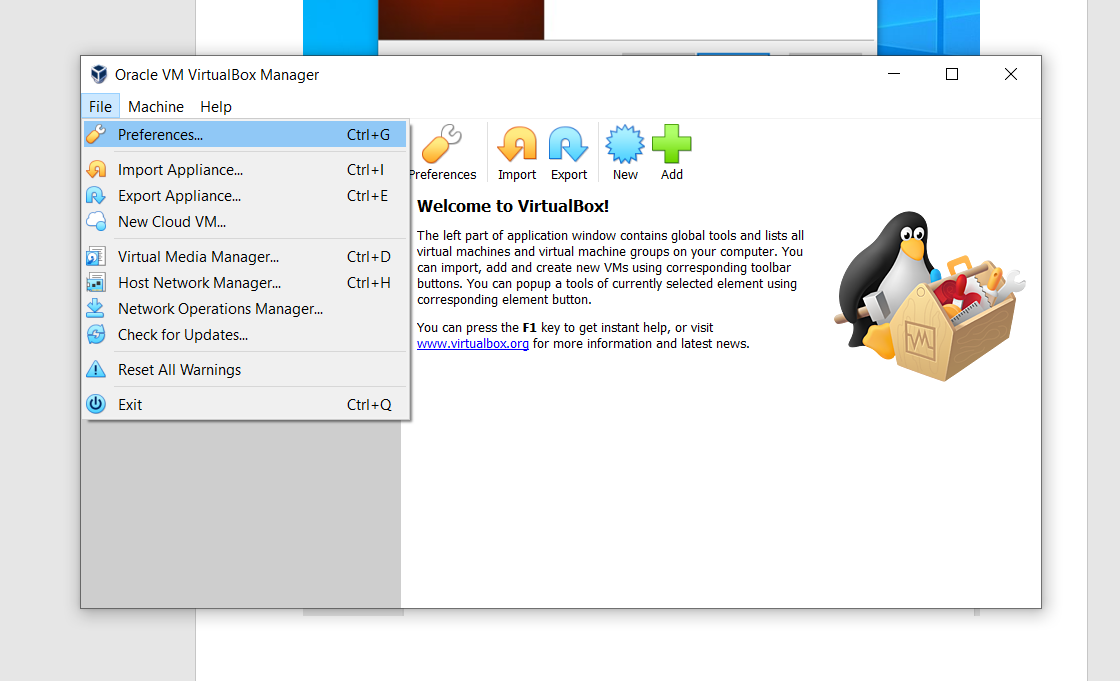 Oracle VM VirtualBox Manager
File Machine Help
Preferences... Ctrl+G
Import Appliance... Ctrl+I
Export Appliance... Ctrl+E
New Cloud VM...
Virtual Media Manager... Ctrl+D
Host Network Manager... Ctrl+H
Network Operations Manager...
Check for Updates...
Reset All Warnings
Exit Ctrl+Q
Preferences Import Export New Add
Welcome to VirtualBox!
The left part of application window contains global tools and lists all
virtual machines and virtual machine groups on your computer. You
can import, add and create new VMs using corresponding toolbar
buttons. You can popup a tools of currently selected element using
corresponding element button.
You can press the F1 key to get instant help, or visit
www.virtualbox.org for more information and latest news.